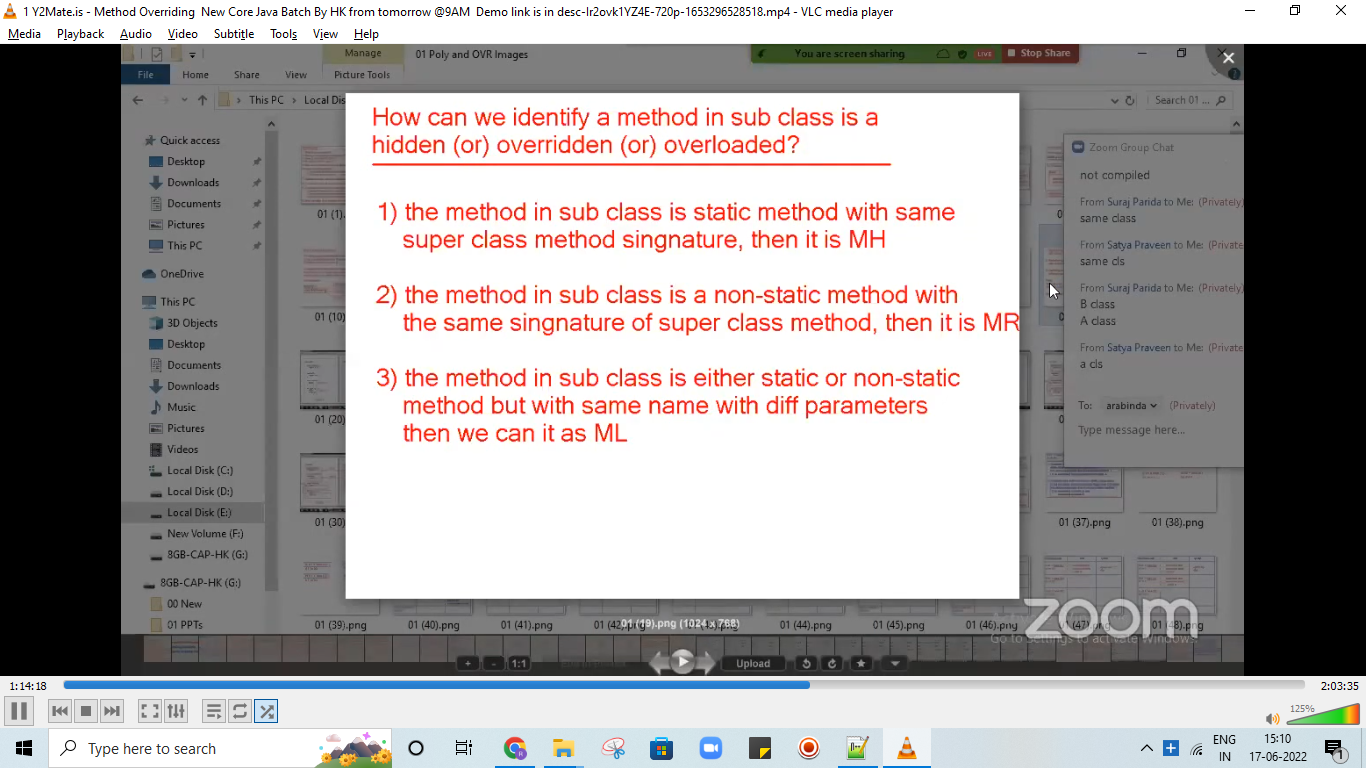 1 Y2Mate.is - Method Overriding  New Core Java Batch By HK from tomorrow @9AM  Demo link is in desc-lr2ovk1YZ4E-720p-1653296528518.mp4 - VLC media player
Media Playback Audio Video Subtitle Tools View Help
Manage 01 Poly and OVR Images You are screen sharing LIVE Stop Share
File Home Share View Picture Tools
This PC Local Dis Search 01 ...
How can we identify a method in sub class is a
hidden (or) overridden (or) overloaded?
1) the method in sub class is static method with same
super class method singnature, then it is MH
2) the method in sub class is a non-static method with
the same singnature of super class method, then it is MR
3) the method in sub class is either static or non-static
method but with same name with diff parameters
then we can it as ML
Quick access
Desktop
Downloads
Documents
Pictures
This PC
OneDrive
This PC
3D Objects
Desktop
Documents
Downloads
Music
Pictures
Videos
Local Disk (C:)
Local Disk (D:)
Local Disk (E:)
New Volume (F:)
8GB-CAP-HK (G:)
8GB-CAP-HK (G:)
00 New
01 PPTs
01 (1).
01 (10)
01 (20)
01 (30)
Zoom Group Chat
not compiled
From Suraj Parida to Me: (Privately)
same class
From Satya Praveen to Me: (Private
same cls
From Suraj Parida to Me: (Privately)
B class
A class
From Satya Praveen to Me: (Private
a cls
To: arabinda (Privately)
Type message here...
01 (37).png 01 (38).png
01 (39).png 01 (40).png 01 (41).png 01 (44).png 01 (45).png 01 (46).png 01 (47).png 01 (48).png
01 (19).png (1024 x 768)
zoom
Go to Settings to activate Windows.
+ - 1:1 Upload
1:14:18 2:03:35
125%
Type here to search
ENG
IN
15:10
17-06-2022
1